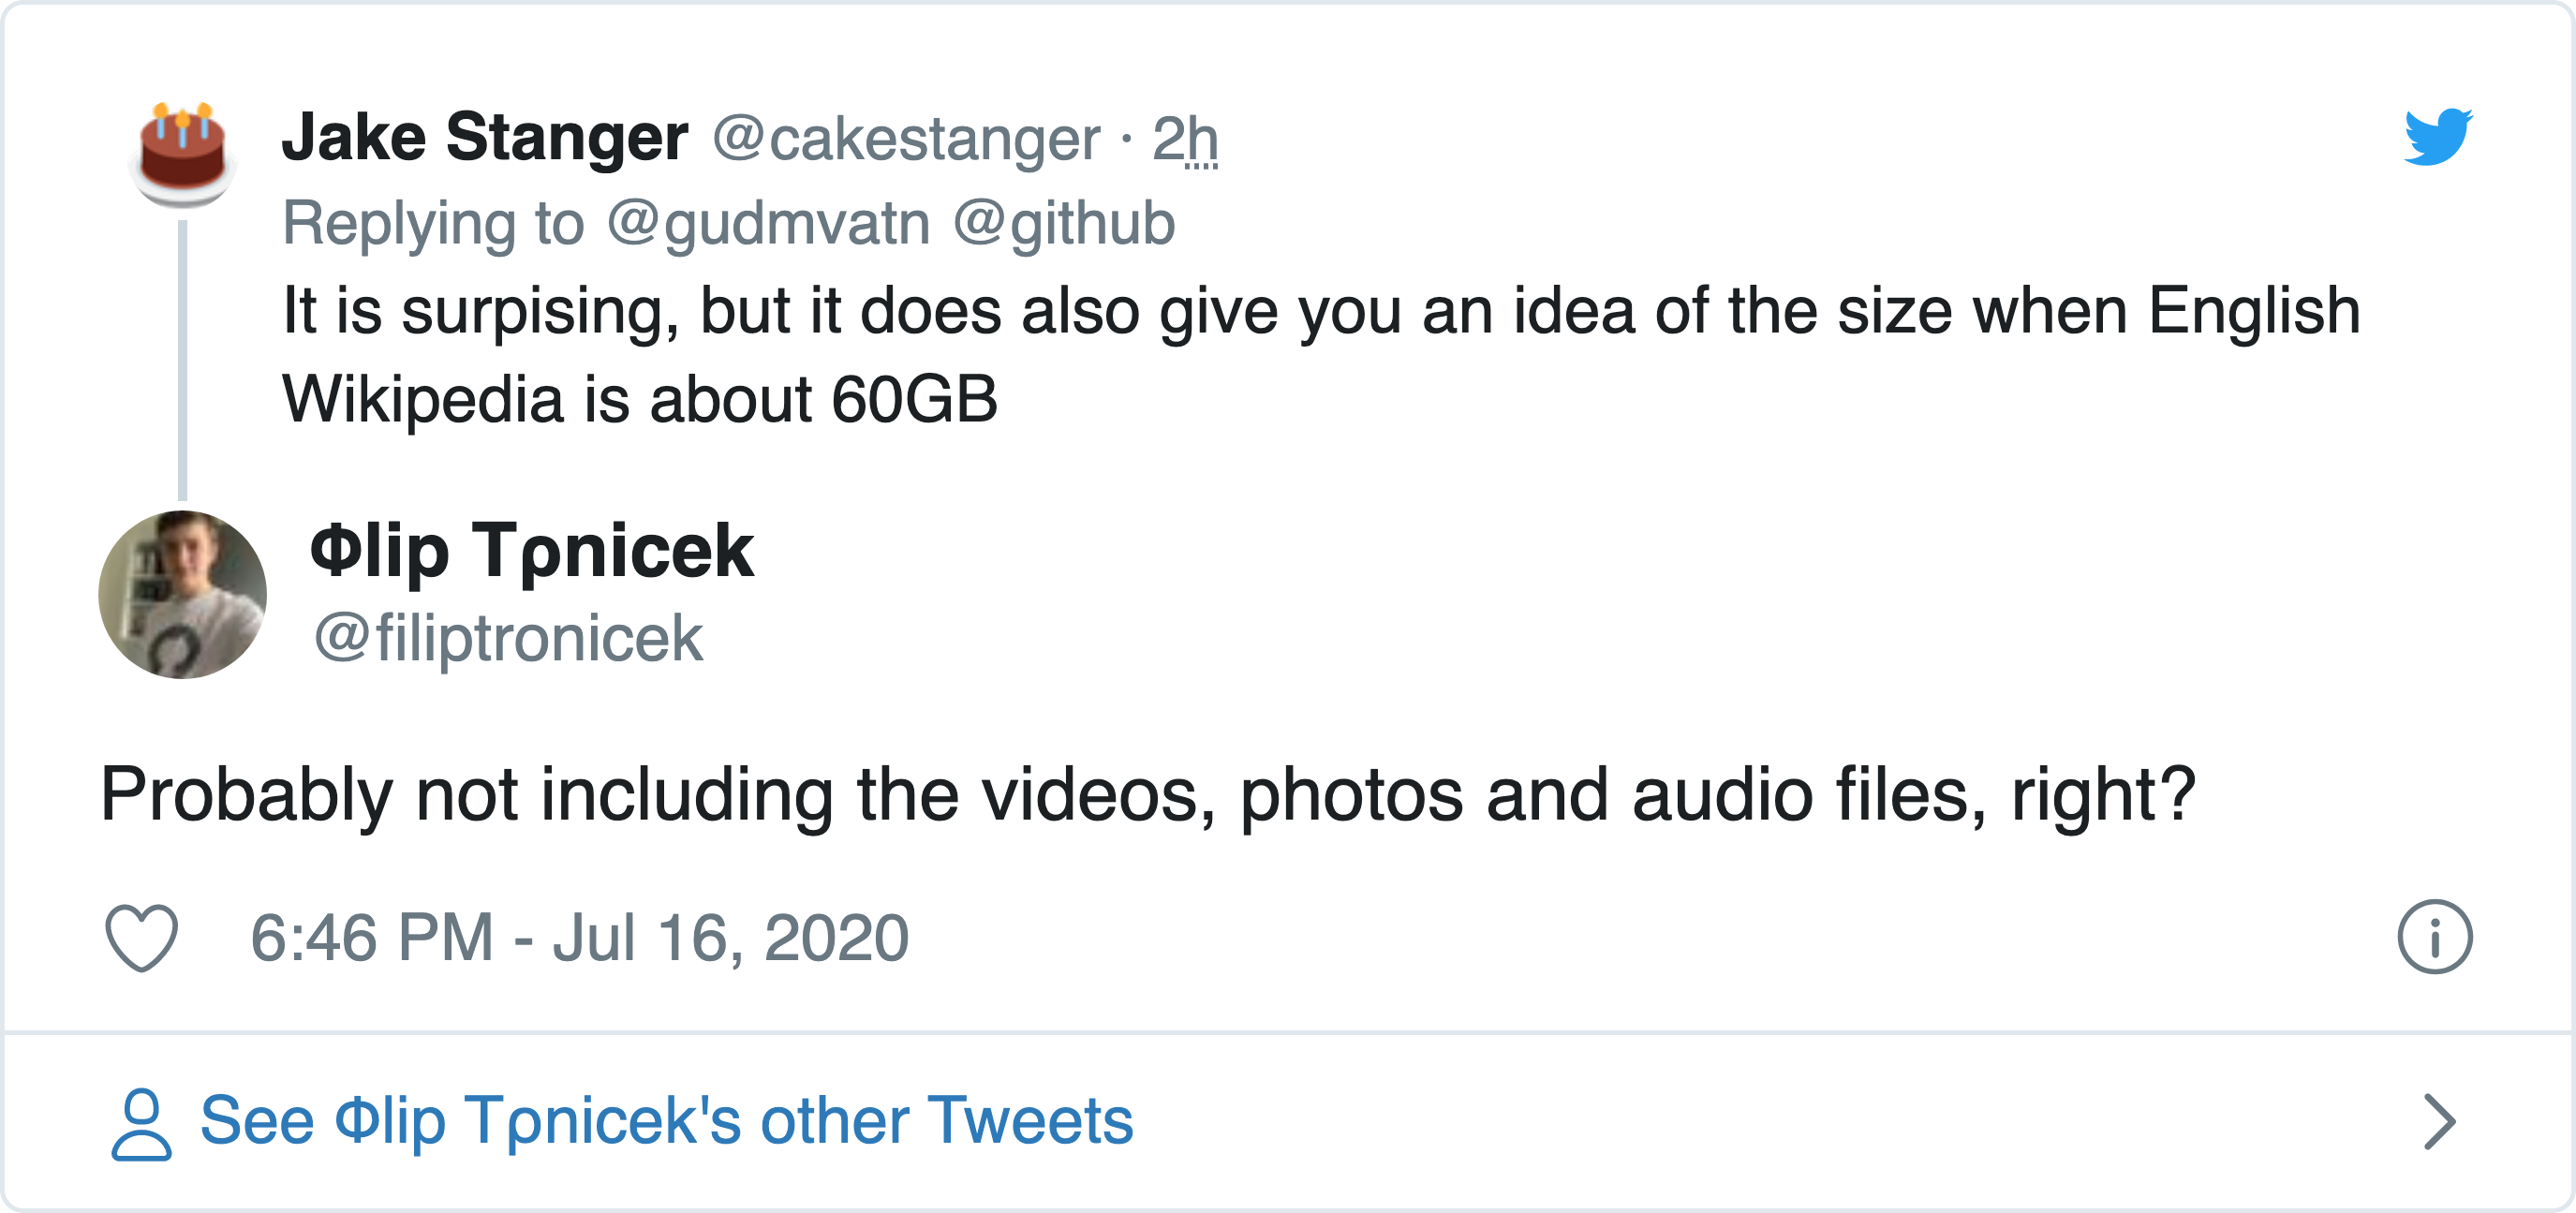 Jake Stanger @cakestanger · 2h
Replying to @gudmvatn @github
It is surpising, but it does also give you an idea of the size when English
Wikipedia is about 60GB
Φlip Tρnicek
@filiptronicek
Probably not including the videos, photos and audio files, right?
6:46 PM - Jul 16, 2020
See Φlip Tρnicek's other Tweets